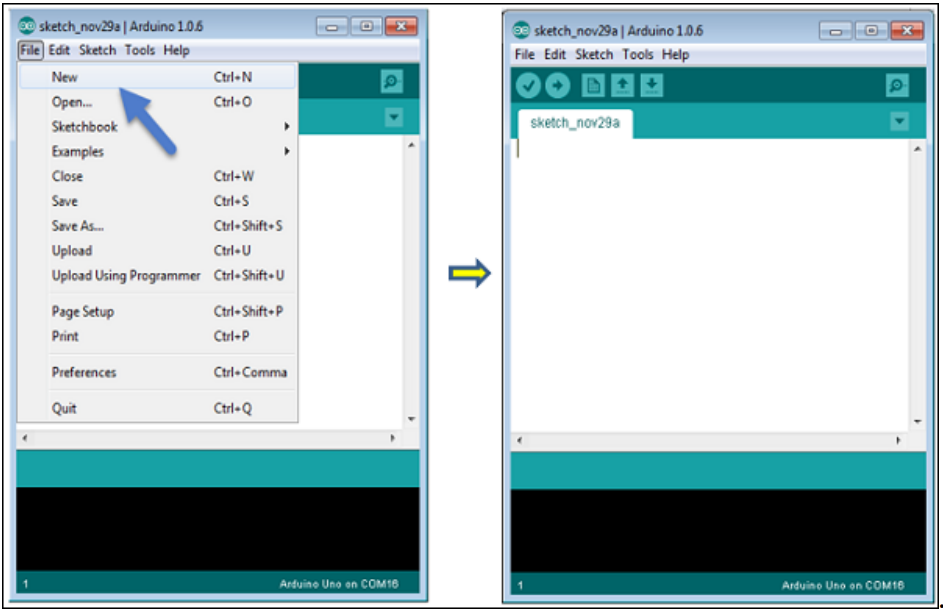 sketch_nov29a | Arduino 1.0.6
File Edit Sketch Tools Help
New Ctrl+N
Open... Ctrl+O
Sketchbook
Examples
Close Ctrl+W
Save Ctrl+S
Save As... Ctrl+Shift+S
Upload Ctrl+U
Upload Using Programmer Ctrl+Shift+U
Page Setup Ctrl+Shift+P
Print Ctrl+P
Preferences Ctrl+Comma
Quit Ctrl+Q
1 Arduino Uno on COM16
sketch_nov29a | Arduino 1.0.6
File Edit Sketch Tools Help
sketch_nov29a
1 Arduino Uno on COM16
.